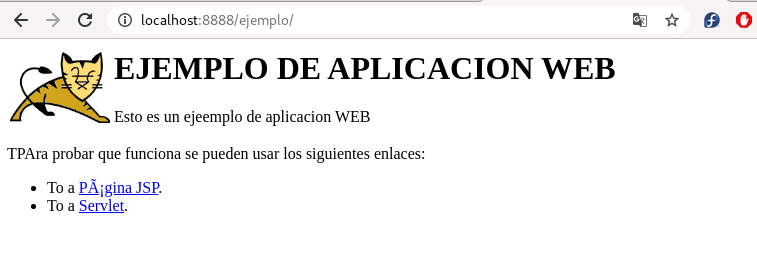 localhost:8888/ejemplo/
EJEMPLO DE APLICACION WEB
Esto es un ejeemplo de aplicacion WEB
TPAra probar que funciona se pueden usar los siguientes enlaces:
To a PÃ¡gina JSP.
To a Servlet.